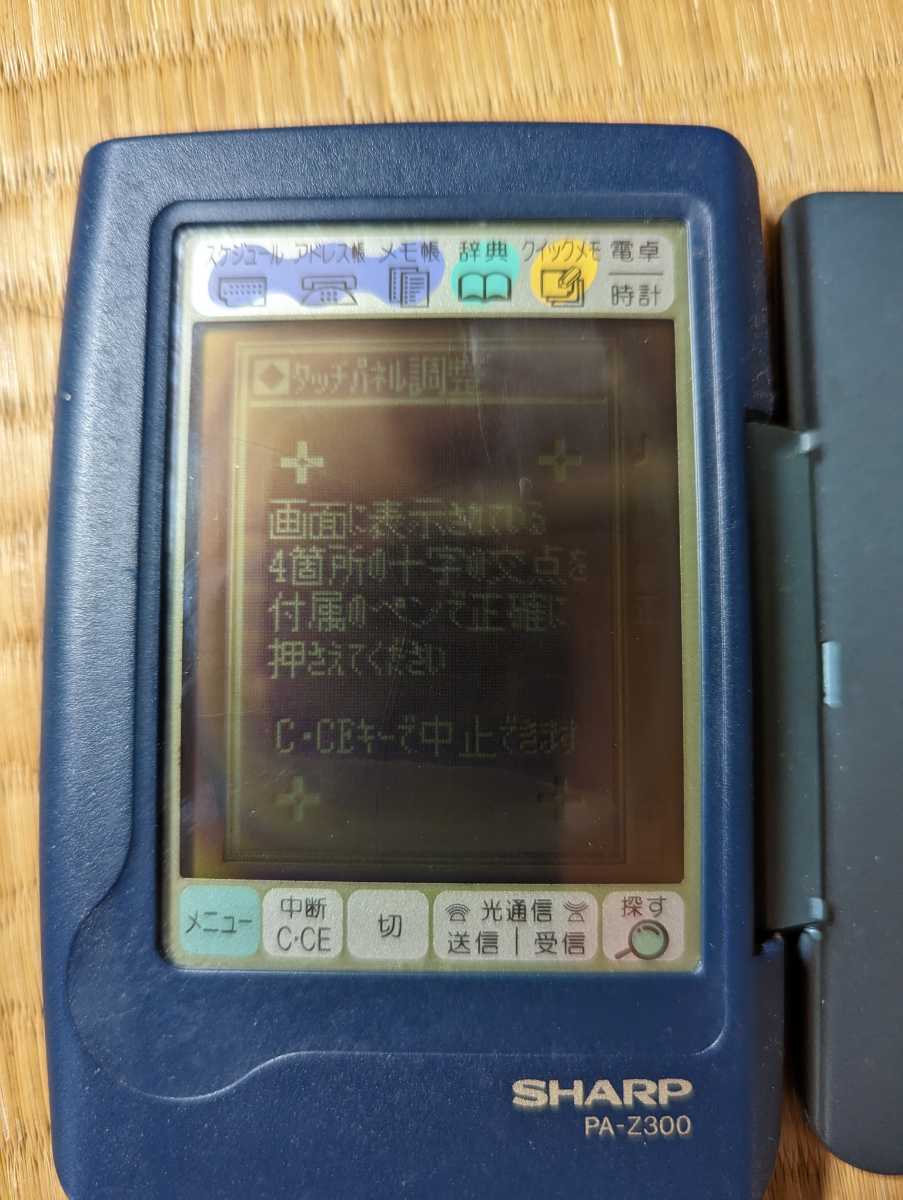 スケジュール アドレス帳 メモ帳 辞典 クイックメモ 電卓
時計
◆タッチパネル調整
画面に表示されている
4箇所の十字の交点を
付属のペンで正確に
押さえてください
C・CEキーで中止できます
メニュー 中断 C・CE 切 光通信 送信 | 受信 探す
SHARP
PA-Z300